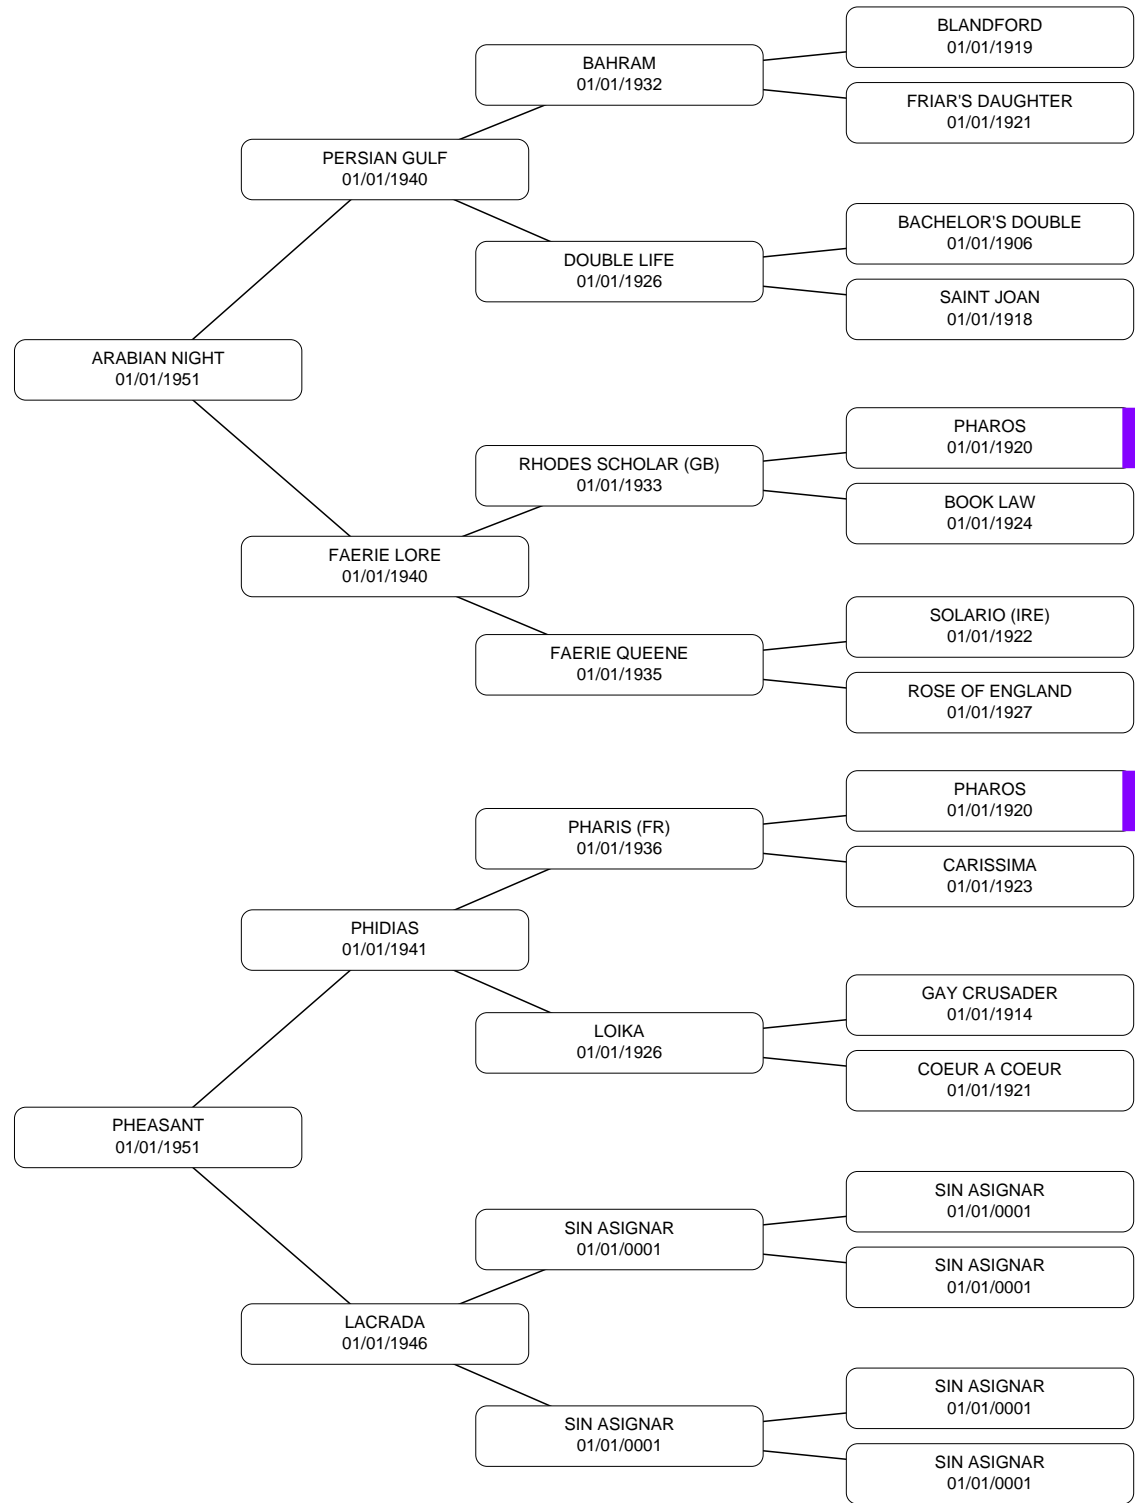 BLANDFORD
01/01/1919
BAHRAM
01/01/1932
FRIAR'S DAUGHTER
01/01/1921
PERSIAN GULF
01/01/1940
BACHELOR'S DOUBLE
01/01/1906
DOUBLE LIFE
01/01/1926
SAINT JOAN
01/01/1918
ARABIAN NIGHT
01/01/1951
PHAROS
01/01/1920
RHODES SCHOLAR (GB)
01/01/1933
BOOK LAW
01/01/1924
FAERIE LORE
01/01/1940
SOLARIO (IRE)
01/01/1922
FAERIE QUEENE
01/01/1935
ROSE OF ENGLAND
01/01/1927
PHAROS
01/01/1920
PHARIS (FR)
01/01/1936
CARISSIMA
01/01/1923
PHIDIAS
01/01/1941
GAY CRUSADER
01/01/1914
LOIKA
01/01/1926
COEUR A COEUR
01/01/1921
PHEASANT
01/01/1951
SIN ASIGNAR
01/01/0001
SIN ASIGNAR
01/01/0001
SIN ASIGNAR
01/01/0001
LACRADA
01/01/1946
SIN ASIGNAR
01/01/0001
SIN ASIGNAR
01/01/0001
SIN ASIGNAR
01/01/0001